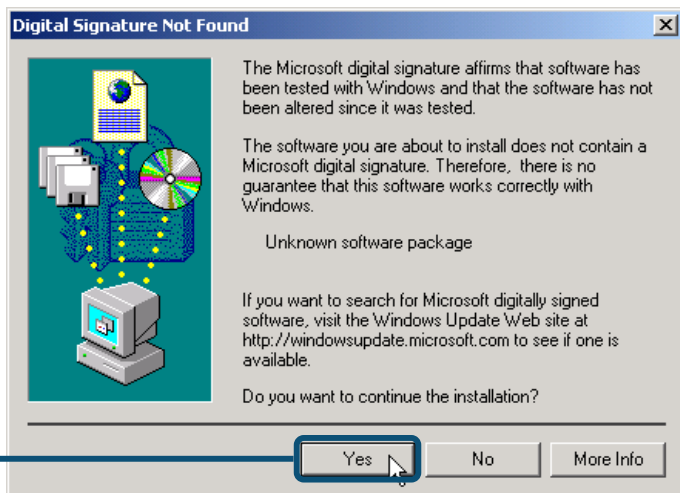 Digital Signature Not Found
The Microsoft digital signature affirms that software has
been tested with Windows and that the software has not
been altered since it was tested.
The software you are about to install does not contain a
Microsoft digital signature. Therefore, there is no
guarantee that this software works correctly with
Windows.
Unknown software package
If you want to search for Microsoft digitally signed
software, visit the Windows Update Web site at
http://windowsupdate.microsoft.com to see if one is
available.
Do you want to continue the installation?
Yes No More Info